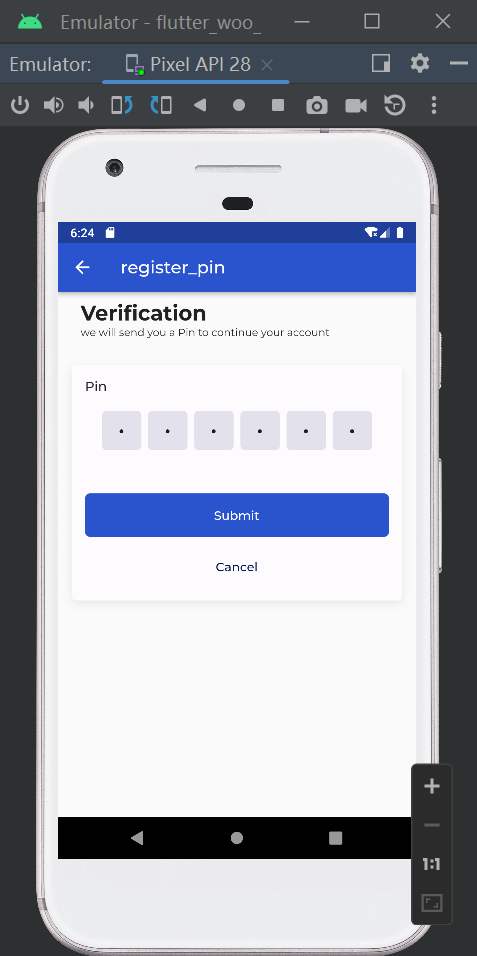 Emulator - flutter_woo_
Emulator:
Pixel API 28
6:24
register_pin
Verification
we will send you a Pin to continue your account
Pin
Submit
Cancel
1:1